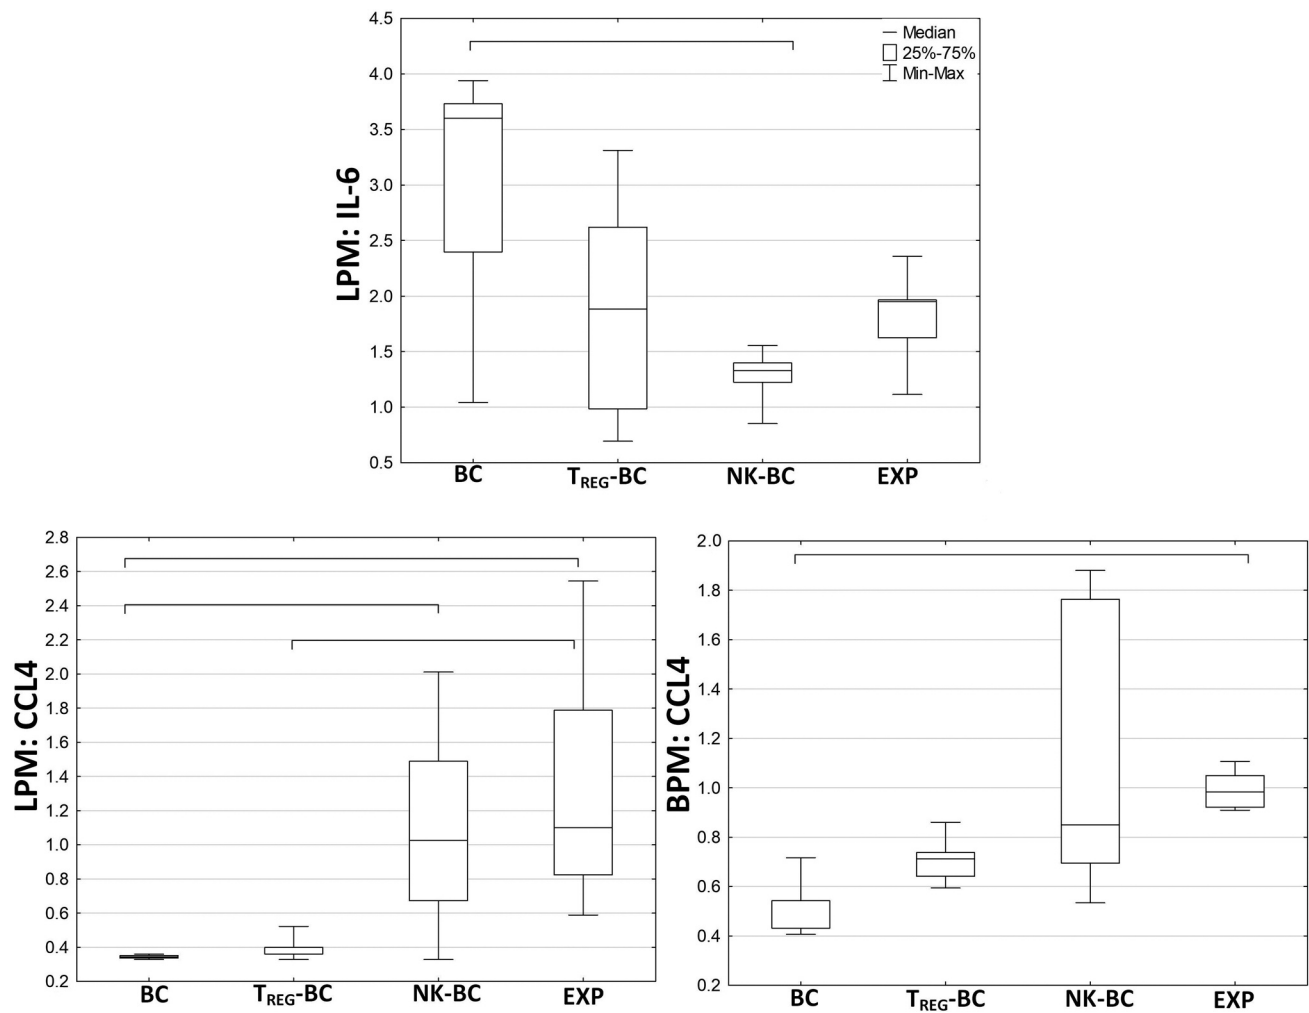 4.5
4.0
3.5
3.0
2.5
2.0
1.5
1.0
0.5
LPM: IL-6
Median
25%-75%
Min-Max
BC
TREG-BC
NK-BC
EXP
2.8
2.6
2.4
2.2
2.0
1.8
1.6
1.4
1.2
1.0
0.8
0.6
0.4
0.2
LPM: CCL4
BC
TREG-BC
NK-BC
EXP
2.0
1.8
1.6
1.4
1.2
1.0
0.8
0.6
0.4
0.2
BPM: CCL4
BC
TREG-BC
NK-BC
EXP